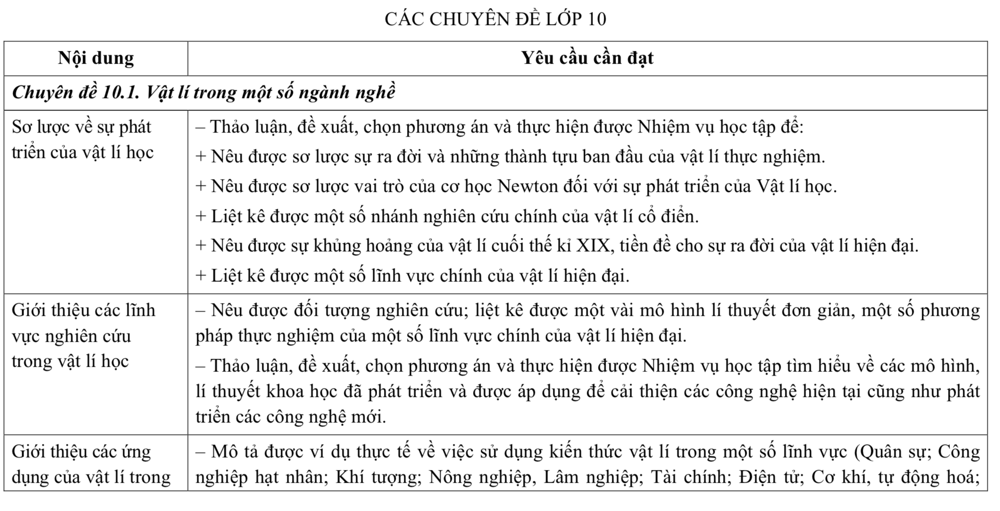 CÁC CHUYÊN ĐỀ LỚP 10
Nội dung
Yêu cầu cần đạt
Chuyên đề 10.1. Vật lí trong một số ngành nghề
Sơ lược về sự phát
triển của vật lí học
– Thảo luận, đề xuất, chọn phương án và thực hiện được Nhiệm vụ học tập để:
+ Nêu được sơ lược sự ra đời và những thành tựu ban đầu của vật lí thực nghiệm.
+ Nêu được sơ lược vai trò của cơ học Newton đối với sự phát triển của Vật lí học.
+ Liệt kê được một số nhánh nghiên cứu chính của vật lí cổ điển.
+ Nêu được sự khủng hoảng của vật lí cuối thế kỉ XIX, tiền đề cho sự ra đời của vật lí hiện đại.
+ Liệt kê được một số lĩnh vực chính của vật lí hiện đại.
Giới thiệu các lĩnh
vực nghiên cứu
trong vật lí học
– Nêu được đối tượng nghiên cứu; liệt kê được một vài mô hình lí thuyết đơn giản, một số phương
pháp thực nghiệm của một số lĩnh vực chính của vật lí hiện đại.
– Thảo luận, đề xuất, chọn phương án và thực hiện được Nhiệm vụ học tập tìm hiểu về các mô hình,
lí thuyết khoa học đã phát triển và được áp dụng để cải thiện các công nghệ hiện tại cũng như phát
triển các công nghệ mới.
Giới thiệu các ứng
dụng của vật lí trong
– Mô tả được ví dụ thực tế về việc sử dụng kiến thức vật lí trong một số lĩnh vực (Quân sự; Công
nghiệp hạt nhân; Khí tượng; Nông nghiệp, Lâm nghiệp; Tài chính; Điện tử; Cơ khí, tự động hoá;